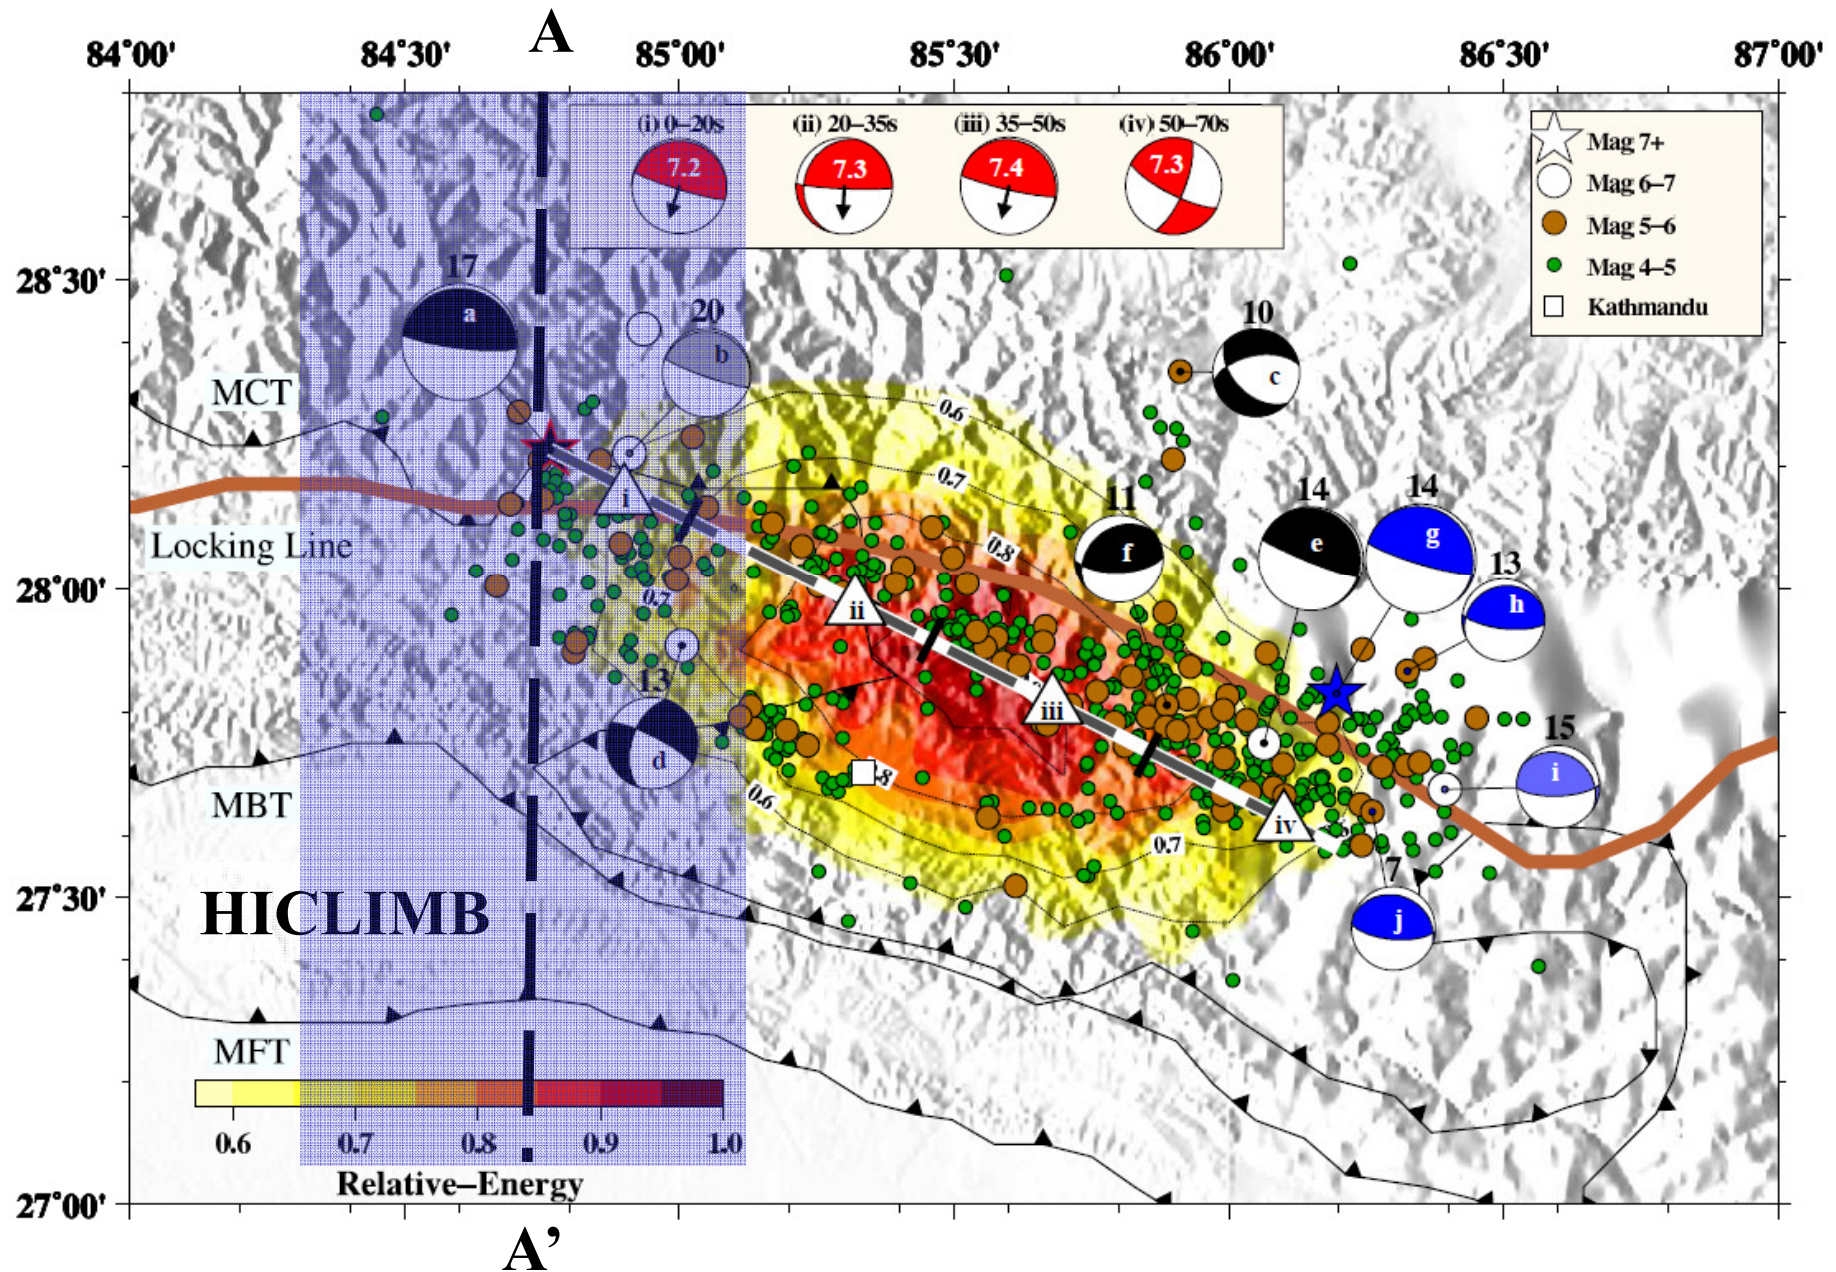 A
84°00' 84°30' 85°00' 85°30' 86°00' 86°30' 87°00'
(i) 0–20s (ii) 20–35s (iii) 35–50s (iv) 50–70s
7.2 7.3 7.4 7.3
Mag 7+
Mag 6–7
Mag 5–6
Mag 4–5
Kathmandu
28°30'
17
a
20
b
10
c
MCT
0.6
0.7
11
f
14
e
14
g
13
h
Locking Line
0.8
28°00'
i
ii
0.7
13
d
iii
15
i
MBT
0.6
.8
iv
0.7
7
j
27°30'
HICLIMB
MFT
0.6 0.7 0.8 0.9 1.0
Relative–Energy
27°00'
A’